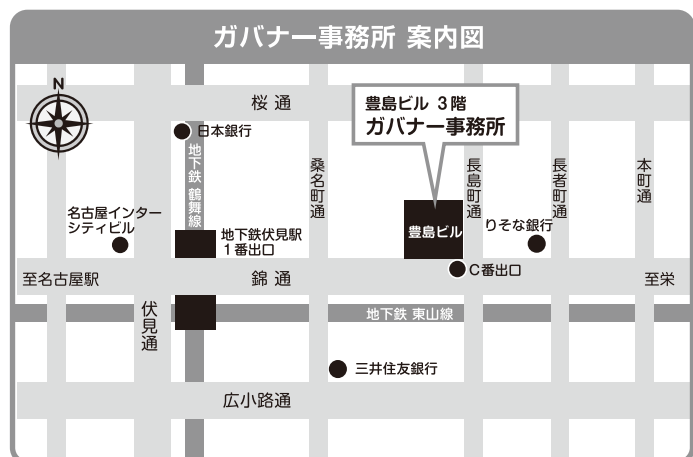 ガバナー事務所 案内図
N
桜通
豊島ビル 3階
ガバナー事務所
日本銀行
地下鉄 鶴舞線
桑名町通
長島町通
長者町通
本町通
名古屋インター
シティビル
地下鉄伏見駅
1番出口
豊島ビル
りそな銀行
C番出口
至名古屋駅
錦通
至栄
伏見通
地下鉄 東山線
三井住友銀行
広小路通